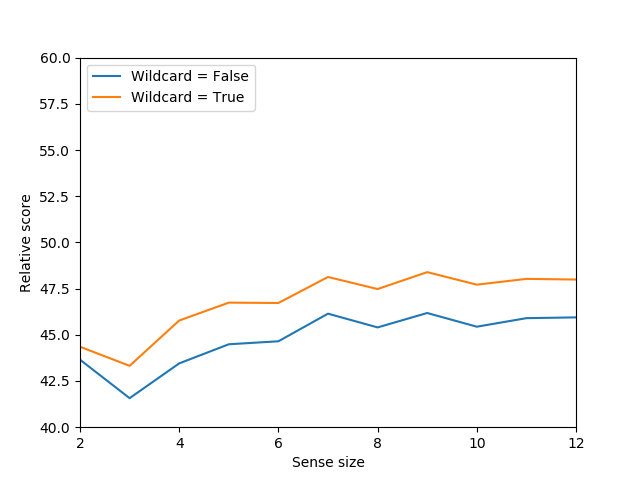 Wildcard = False
Wildcard = True
60.0
57.5
55.0
52.5
50.0
47.5
45.0
42.5
40.0
Relative score
2 4 6 8 10 12
Sense size